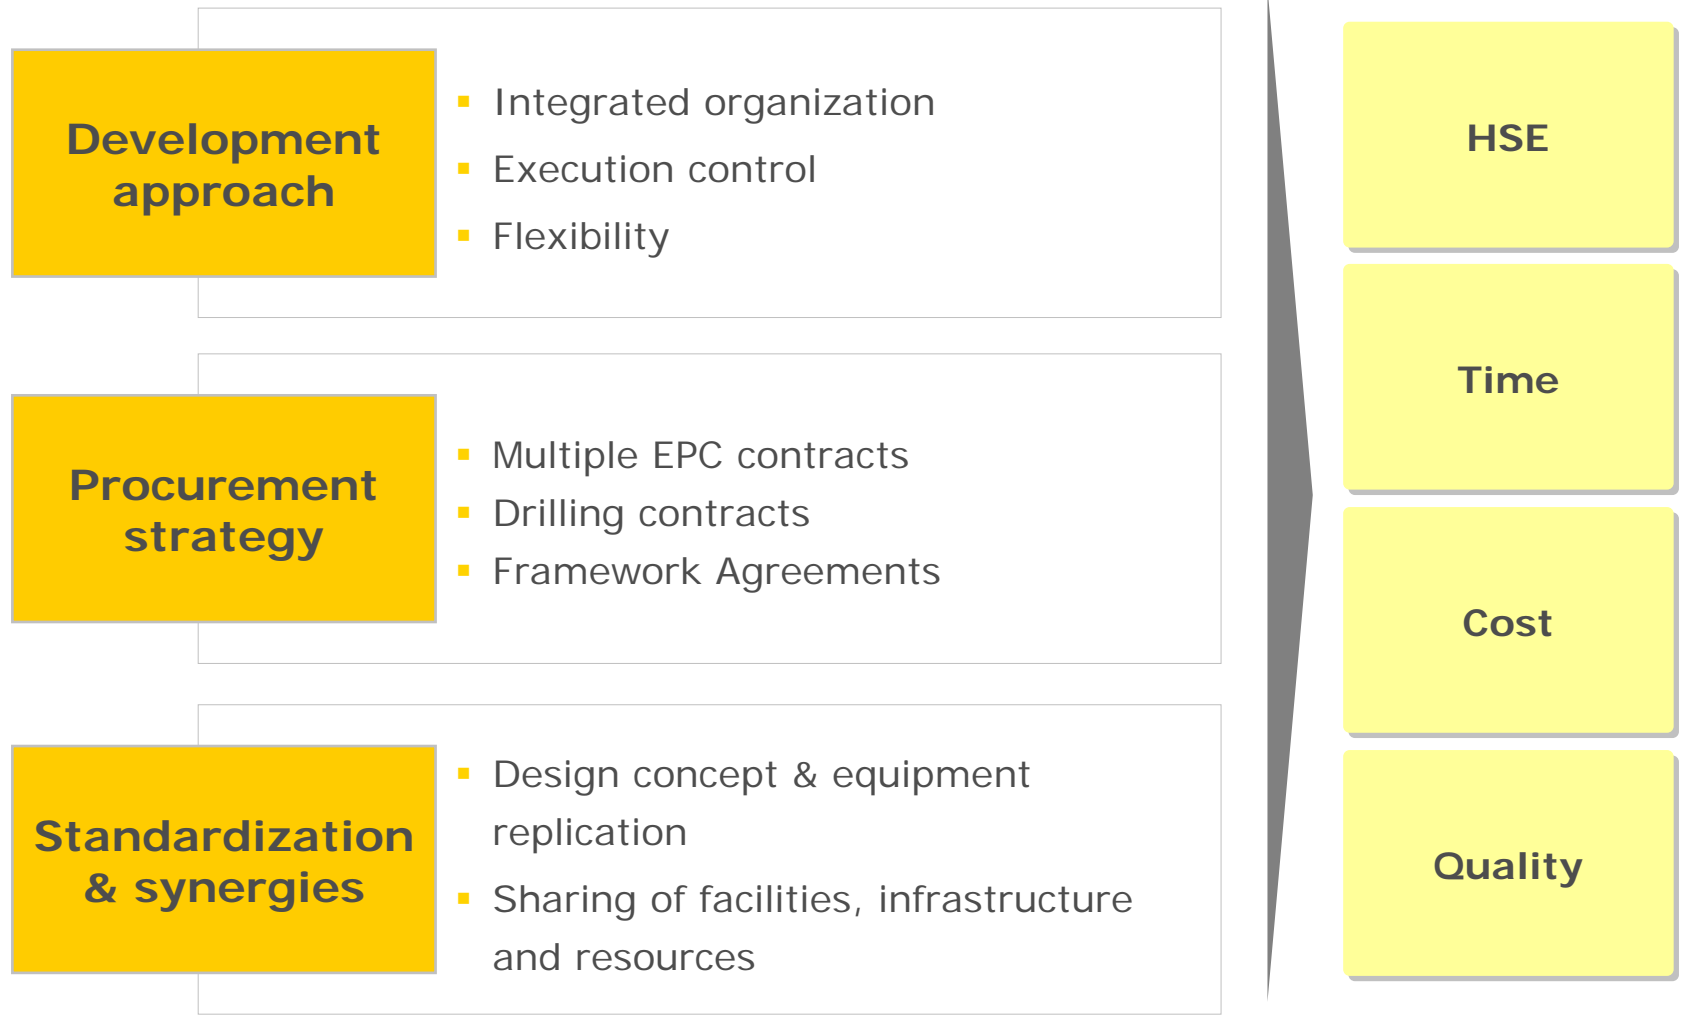 Development
approach
Integrated organization
Execution control
Flexibility
Procurement
strategy
Multiple EPC contracts
Drilling contracts
Framework Agreements
Standardization
& synergies
Design concept & equipment
replication
Sharing of facilities, infrastructure
and resources
HSE
Time
Cost
Quality